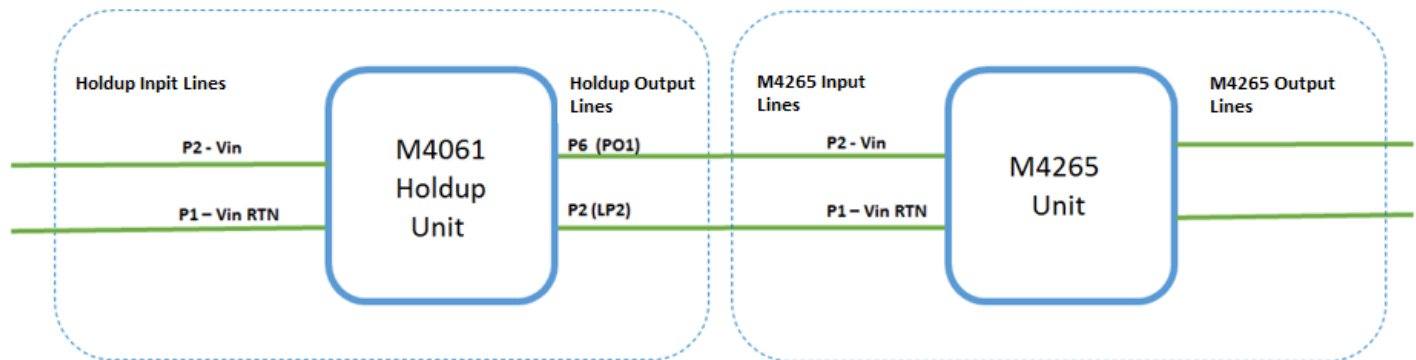 Holdup Inpit Lines
P2 - Vin
P1 – Vin RTN
M4061
Holdup
Unit
Holdup Output
Lines
P6 (PO1)
P2 (LP2)
M4265 Input
Lines
P2 - Vin
P1 – Vin RTN
M4265
Unit
M4265 Output
Lines